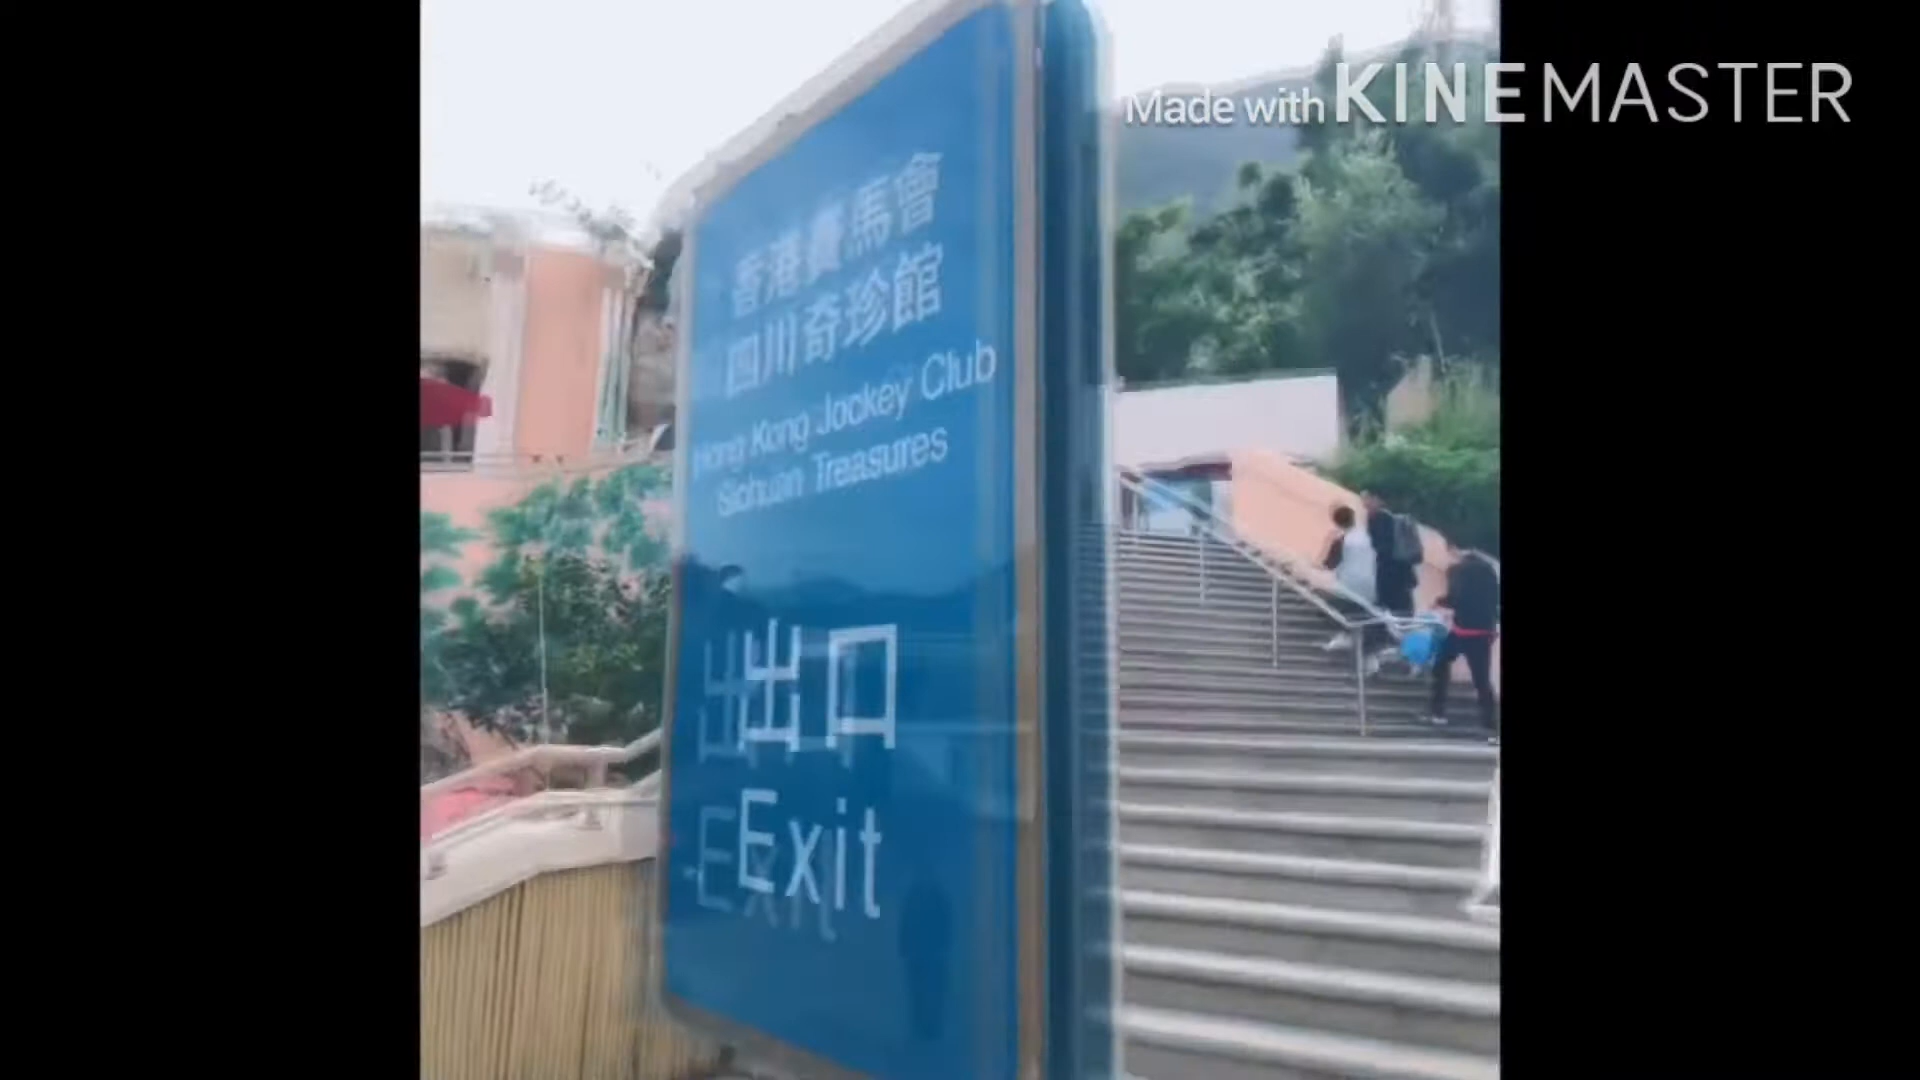 Made with KINEMASTER
香港賽馬會
四川奇珍館
Hong Kong Jockey Club
Sichuan Treasures
出口
Exit